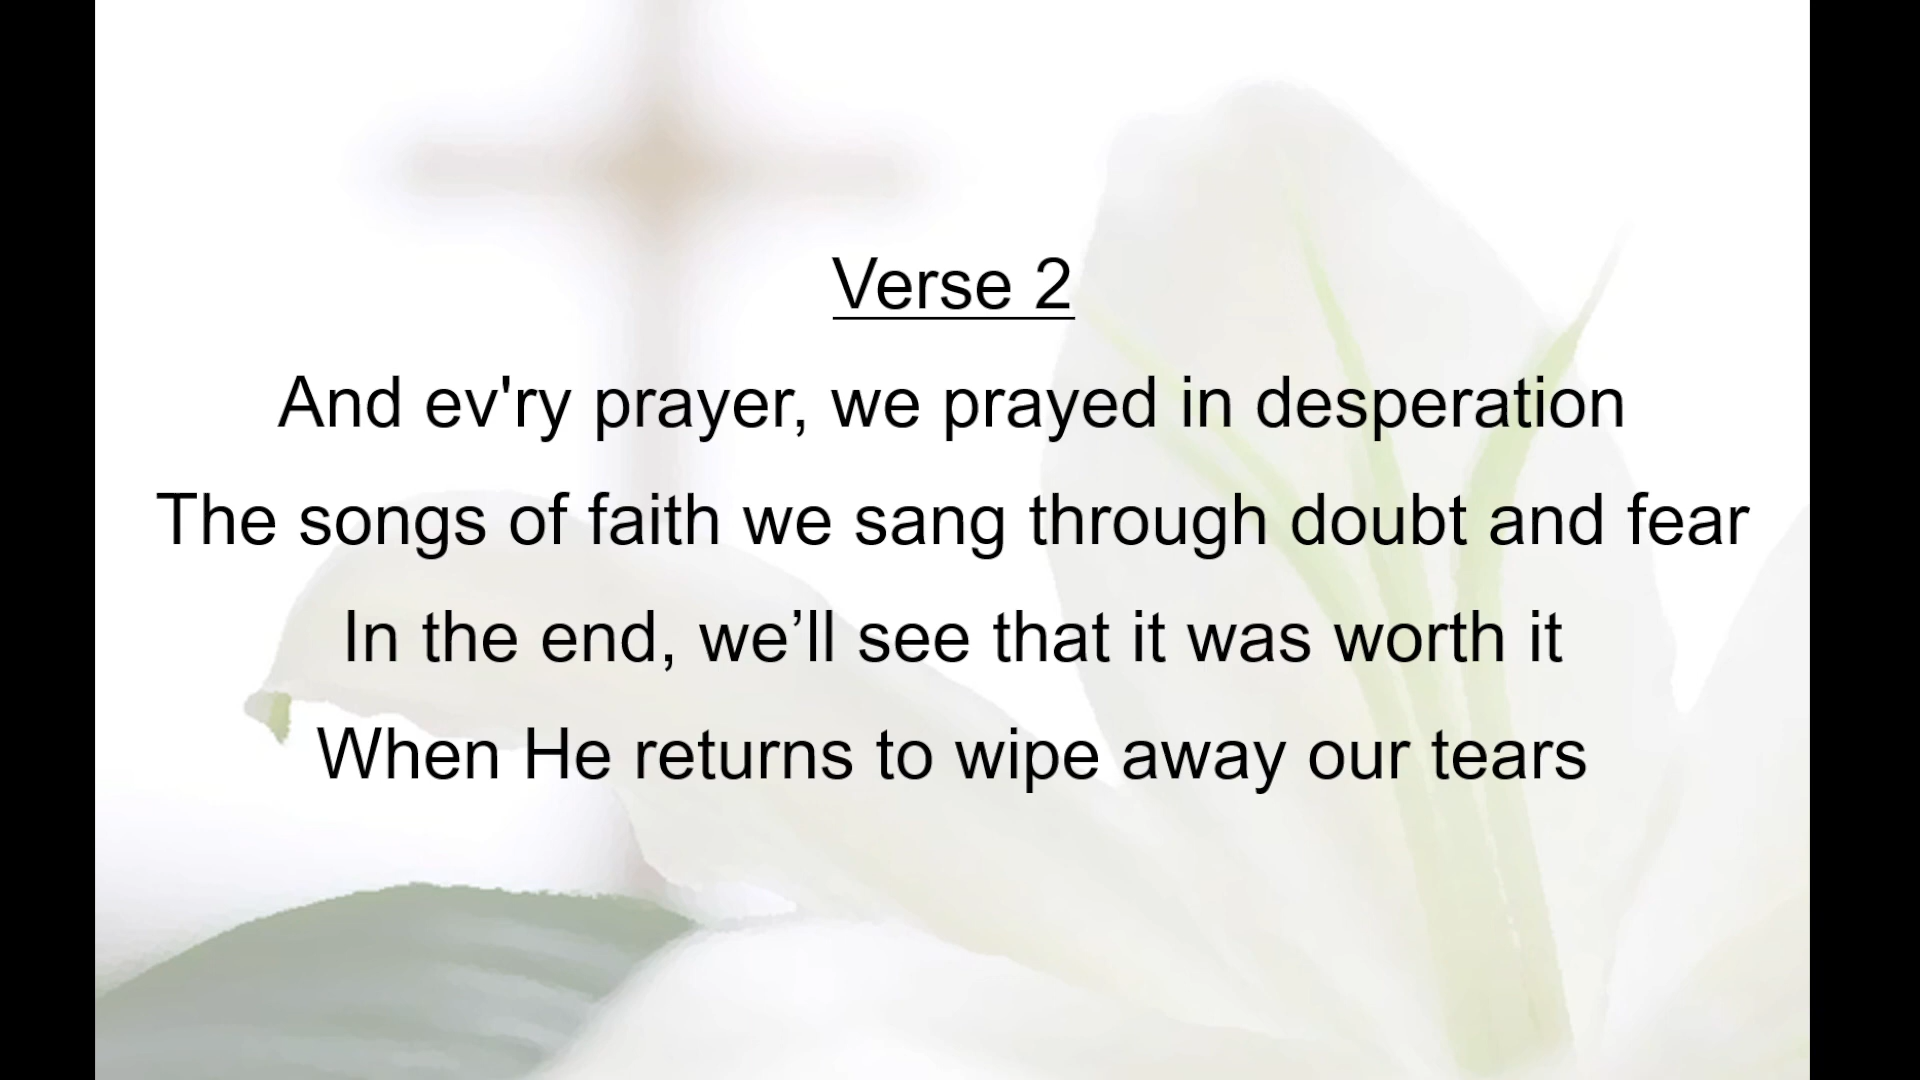 Verse 2
And ev'ry prayer, we prayed in desperation
The songs of faith we sang through doubt and fear
In the end, we’ll see that it was worth it
When He returns to wipe away our tears